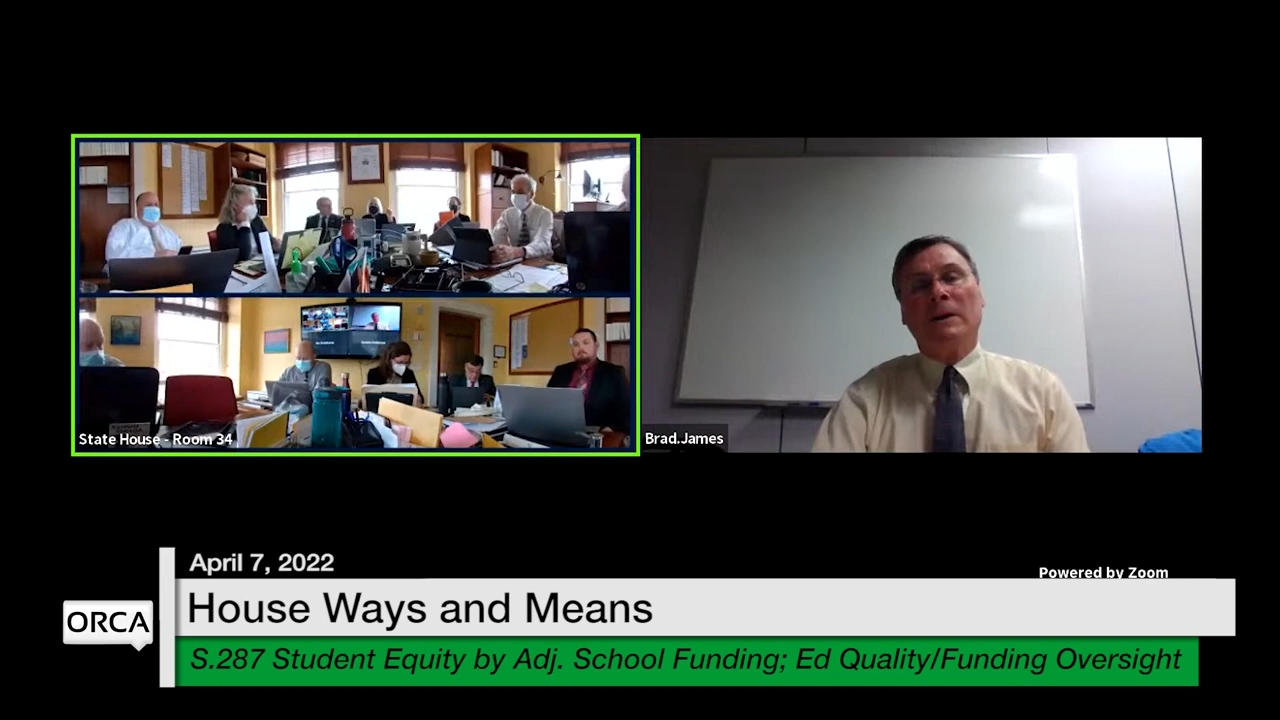 State House - Room 34
Brad.James
April 7, 2022
Powered by Zoom
House Ways and Means
ORCA
S.287 Student Equity by Adj. School Funding; Ed Quality/Funding Oversight